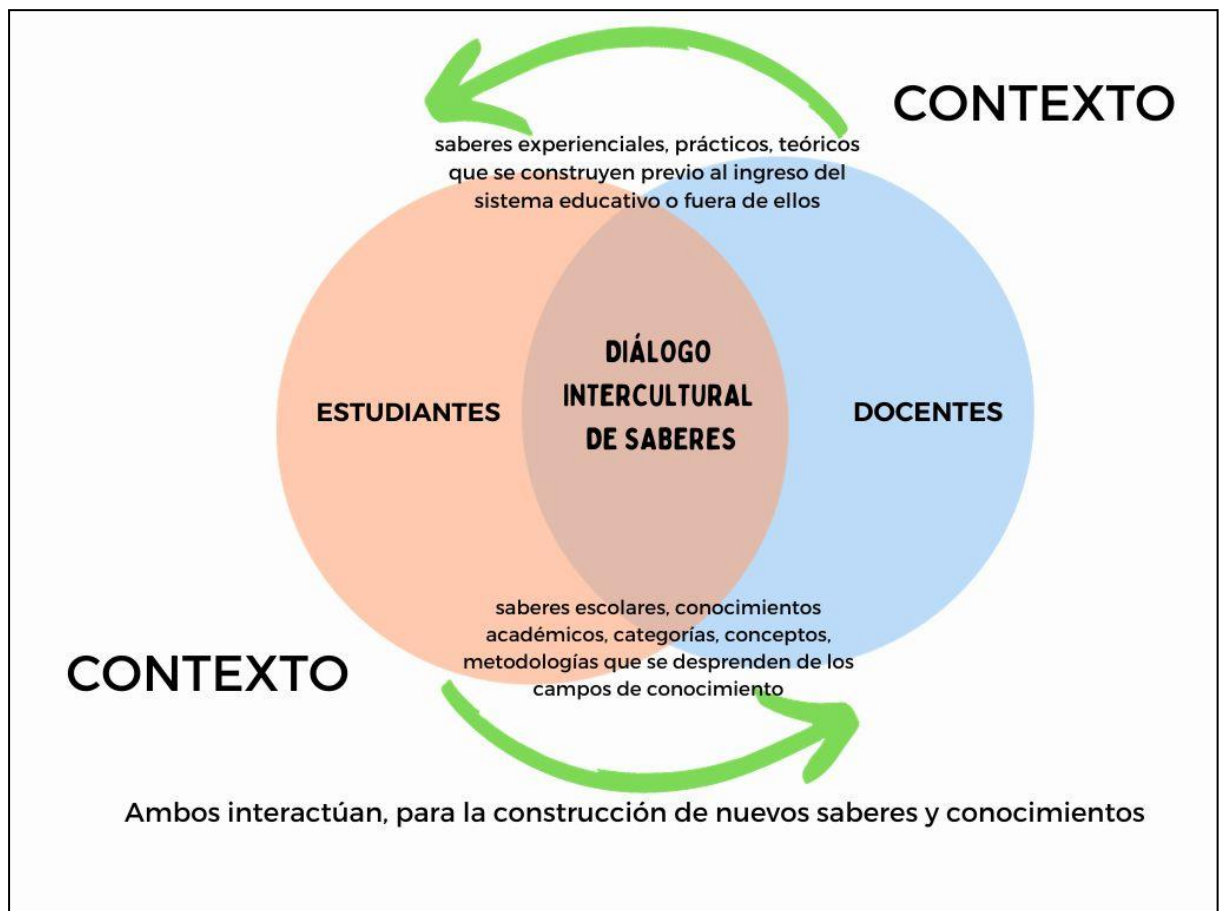 CONTEXTO
saberes experienciales, prácticos, teóricos
que se construyen previo al ingreso del
sistema educativo o fuera de ellos
DIÁLOGO
INTERCULTURAL
DE SABERES
ESTUDIANTES
DOCENTES
saberes escolares, conocimientos
académicos, categorías, conceptos,
metodologías que se desprenden de los
campos de conocimiento
CONTEXTO
Ambos interactúan, para la construcción de nuevos saberes y conocimientos